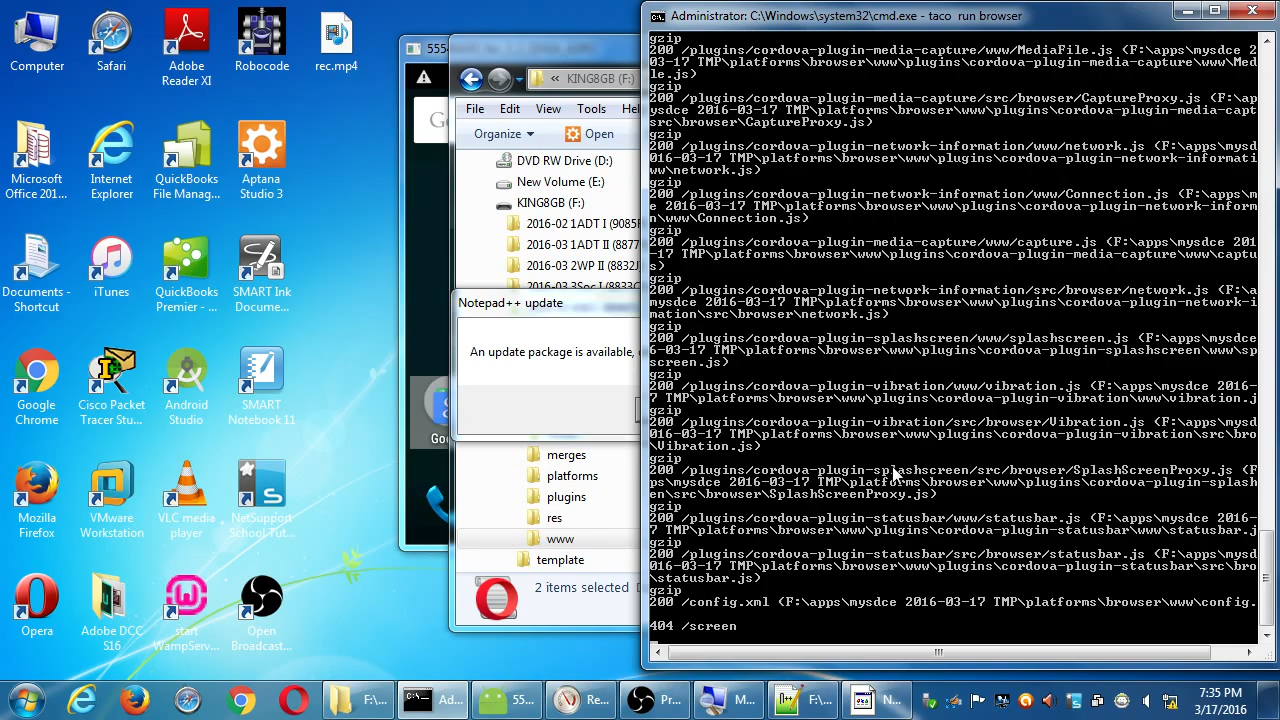 Computer
Safari
Adobe
Reader XI
Robocode
rec.mp4
Microsoft
Office 201...
Internet
Explorer
QuickBooks
File Manag...
Aptana
Studio 3
Documents -
Shortcut
iTunes
QuickBooks
Premier - ...
SMART Ink
Docume...
Google
Chrome
Cisco Packet
Tracer Stu...
Android
Studio
SMART
Notebook 11
Mozilla
Firefox
VMware
Workstation
VLC media
player
NetSupport
School Tut...
Opera
Adobe DCC
S16
start
WampServ...
Open
Broadcast...
KING8GB (F:)
File Edit View Tools
Organize Open
DVD RW Drive (D:)
New Volume (E:)
KING8GB (F:)
2016-02 1ADT I (9085
2016-03 1ADT II (8877
2016-03 2WP II (8832
2016-03 3Soc I (8833
Notepad++ update
An update package is available,
merges
platforms
plugins
res
www
template
2 items selected
Administrator: C:\Windows\system32\cmd.exe - taco run browser
gzip
200 /plugins/cordova-plugin-media-capture/www/MediaFile.js (F:\apps\mysdce 2
03-17 TMP\platforms\browser\www\plugins\cordova-plugin-media-capture\www\Med
le.js)
gzip
200 /plugins/cordova-plugin-media-capture/src/browser/CaptureProxy.js (F:\ap
mysdce 2016-03-17 TMP\platforms\browser\www\plugins\cordova-plugin-media-capt
src\browser\CaptureProxy.js)
gzip
200 /plugins/cordova-plugin-network-information/www/network.js (F:\apps\mysd
016-03-17 TMP\platforms\browser\www\plugins\cordova-plugin-network-informati
ww\network.js)
gzip
200 /plugins/cordova-plugin-network-information/www/Connection.js (F:\apps\m
e 2016-03-17 TMP\platforms\browser\www\plugins\cordova-plugin-network-inform
n\www\Connection.js)
gzip
200 /plugins/cordova-plugin-media-capture/www/capture.js (F:\apps\mysdce 201
-17 TMP\platforms\browser\www\plugins\cordova-plugin-media-capture\www\captu
s)
gzip
200 /plugins/cordova-plugin-network-information/src/browser/network.js (F:\a
mysdce 2016-03-17 TMP\platforms\browser\www\plugins\cordova-plugin-network-i
mation\src\browser\network.js)
gzip
200 /plugins/cordova-plugin-splashscreen/www/splashscreen.js (F:\apps\mysdce
6-03-17 TMP\platforms\browser\www\plugins\cordova-plugin-splashscreen\www\sp
screen.js)
gzip
200 /plugins/cordova-plugin-vibration/www/vibration.js (F:\apps\mysdce 2016-
7 TMP\platforms\browser\www\plugins\cordova-plugin-vibration\www\vibration.j
gzip
200 /plugins/cordova-plugin-vibration/src/browser/Vibration.js (F:\apps\mysd
016-03-17 TMP\platforms\browser\www\plugins\cordova-plugin-vibration\src\bro
\Vibration.js)
gzip
200 /plugins/cordova-plugin-splashscreen/src/browser/SplashScreenProxy.js (F
ps\mysdce 2016-03-17 TMP\platforms\browser\www\plugins\cordova-plugin-splash
en\src\browser\SplashScreenProxy.js)
gzip
200 /plugins/cordova-plugin-statusbar/www/statusbar.js (F:\apps\mysdce 2016-
7 TMP\platforms\browser\www\plugins\cordova-plugin-statusbar\www\statusbar.js
gzip
200 /plugins/cordova-plugin-statusbar/src/browser/statusbar.js (F:\apps\mysd
016-03-17 TMP\platforms\browser\www\plugins\cordova-plugin-statusbar\src\bro
\statusbar.js)
gzip
200 /config.xml (F:\apps\mysdce 2016-03-17 TMP\platforms\browser\www\config.
404 /screen
F:\... Ad... 55... Re... Pr... M... F:\... N...
7:35 PM
3/17/2016